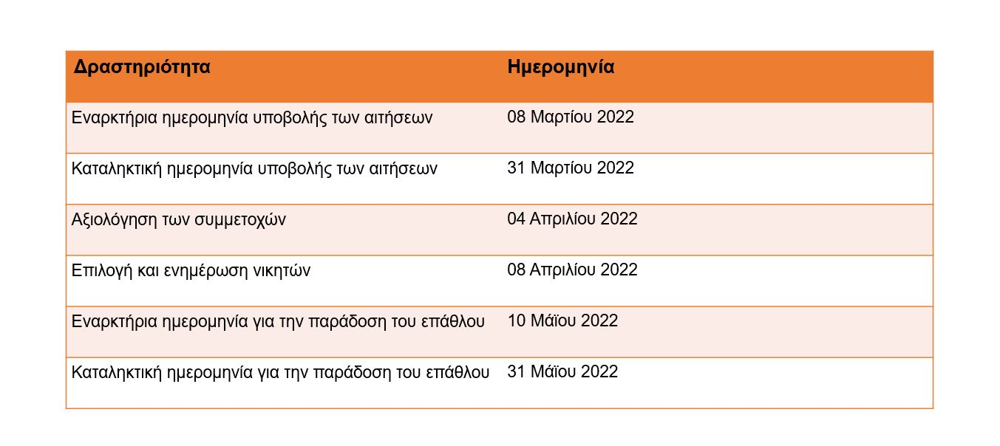 Δραστηριότητα Ημερομηνία
Εναρκτήρια ημερομηνία υποβολής των αιτήσεων 08 Μαρτίου 2022
Καταληκτική ημερομηνία υποβολής των αιτήσεων 31 Μαρτίου 2022
Αξιολόγηση των συμμετοχών 04 Απριλίου 2022
Επιλογή και ενημέρωση νικητών 08 Απριλίου 2022
Εναρκτήρια ημερομηνία για την παράδοση του επάθλου 10 Μάϊου 2022
Καταληκτική ημερομηνία για την παράδοση του επάθλου 31 Μάϊου 2022